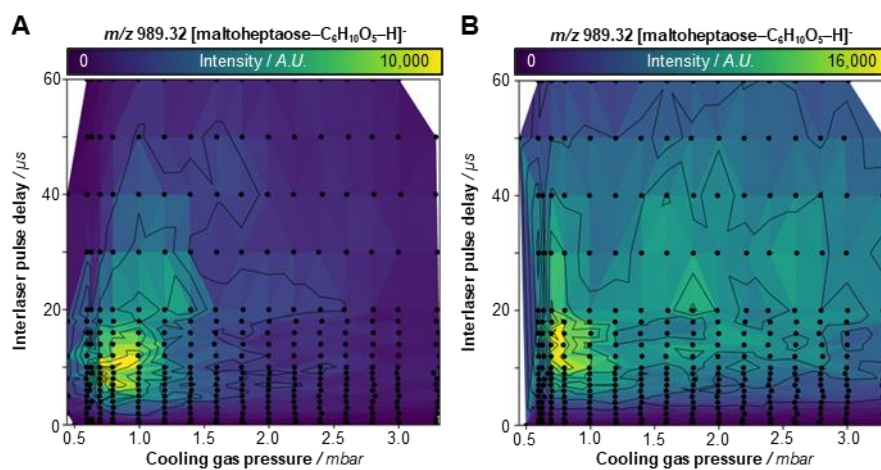 A
m/z 989.32 [maltoheptaose–C₆H₁₀O₅–H]⁻
0 Intensity / A.U. 10,000
60
40
20
0
Interlaser pulse delay / µs
0.5 1.0 1.5 2.0 2.5 3.0
Cooling gas pressure / mbar
B
m/z 989.32 [maltoheptaose–C₆H₁₀O₅–H]⁻
0 Intensity / A.U. 16,000
60
40
20
0
Interlaser pulse delay / µs
0.5 1.0 1.5 2.0 2.5 3.0
Cooling gas pressure / mbar